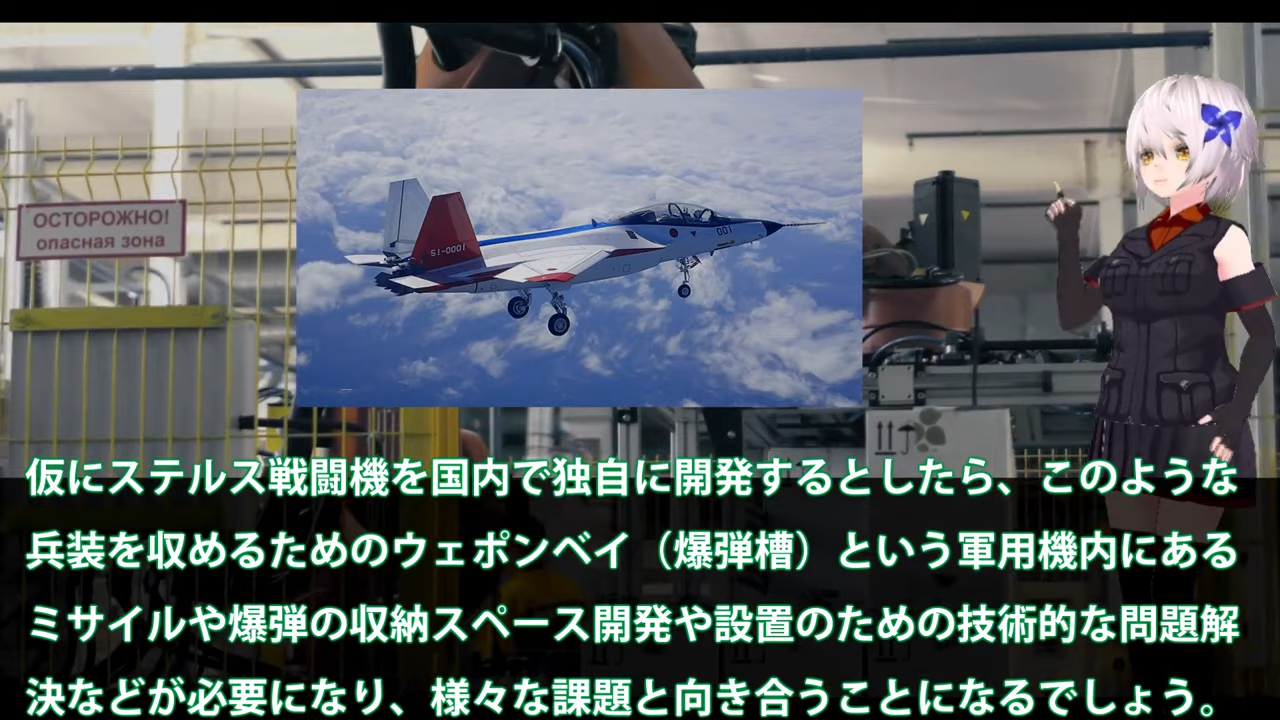 ОСТОРОЖНО!
опасная зона
001
51-0001
仮にステルス戦闘機を国内で独自に開発するとしたら、このような
兵装を収めるためのウェポンベイ（爆弾槽）という軍用機内にある
ミサイルや爆弾の収納スペース開発や設置のための技術的な問題解
決などが必要になり、様々な課題と向き合うことになるでしょう。